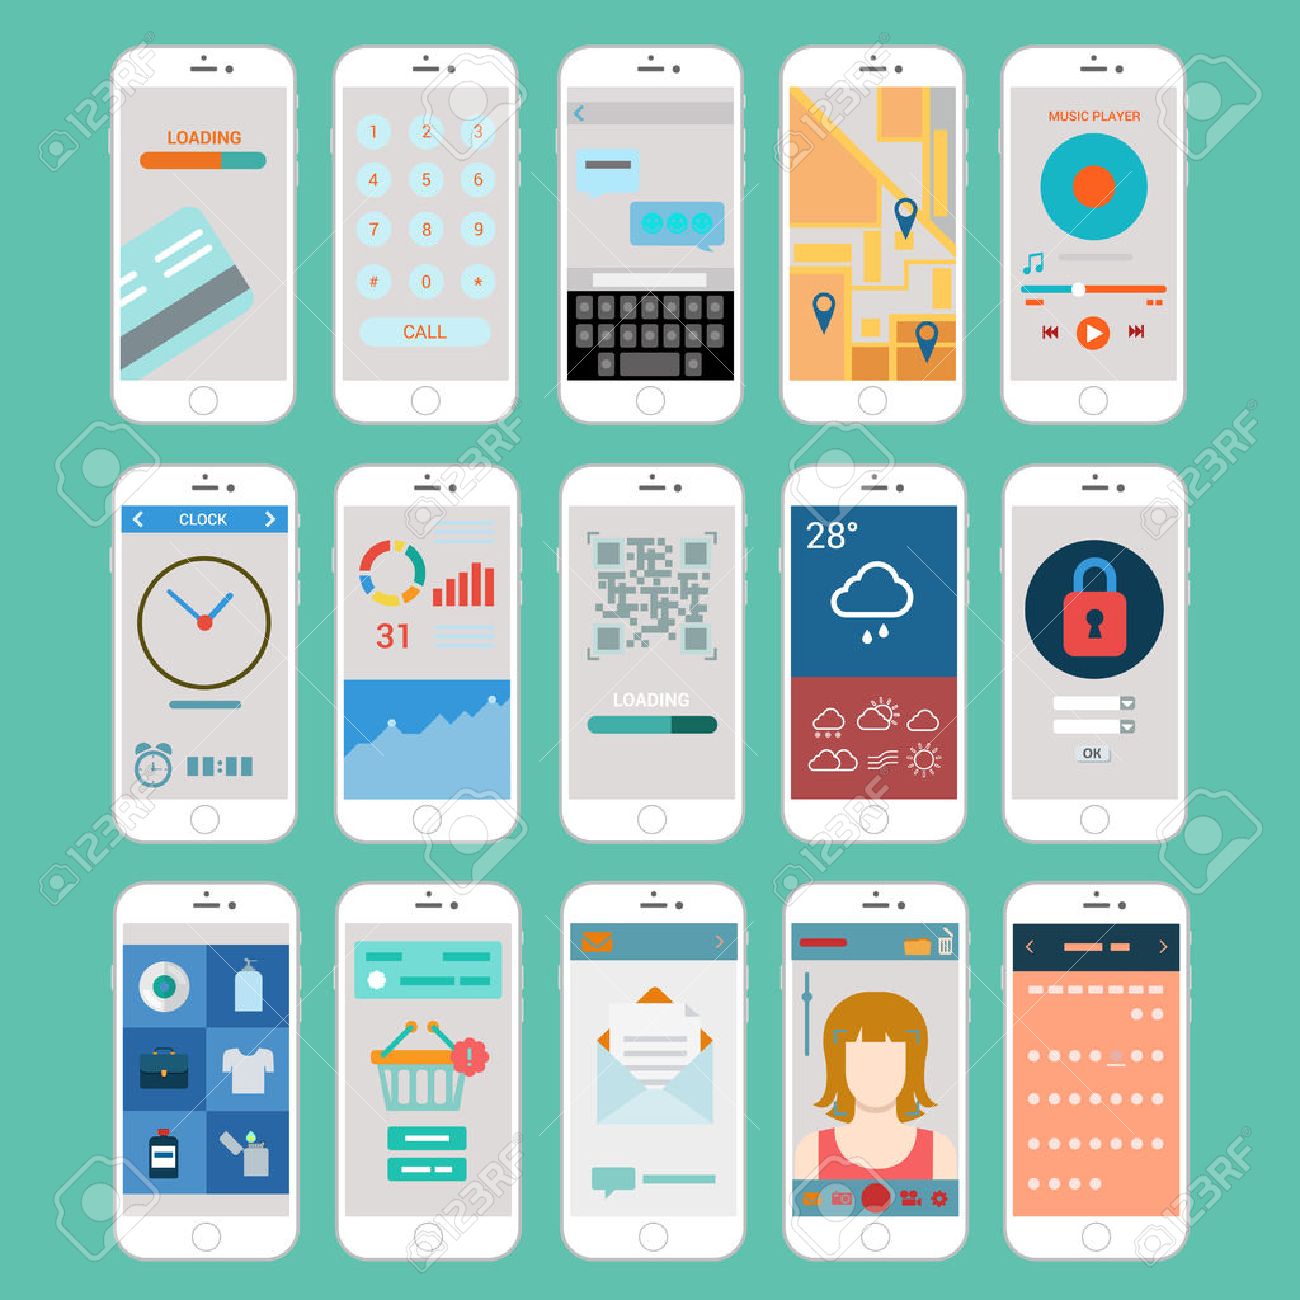 LOADING
1 2 3
4 5 6
7 8 9
# 0 *
CALL
MUSIC PLAYER
CLOCK
31
LOADING
28°
OK
123RF